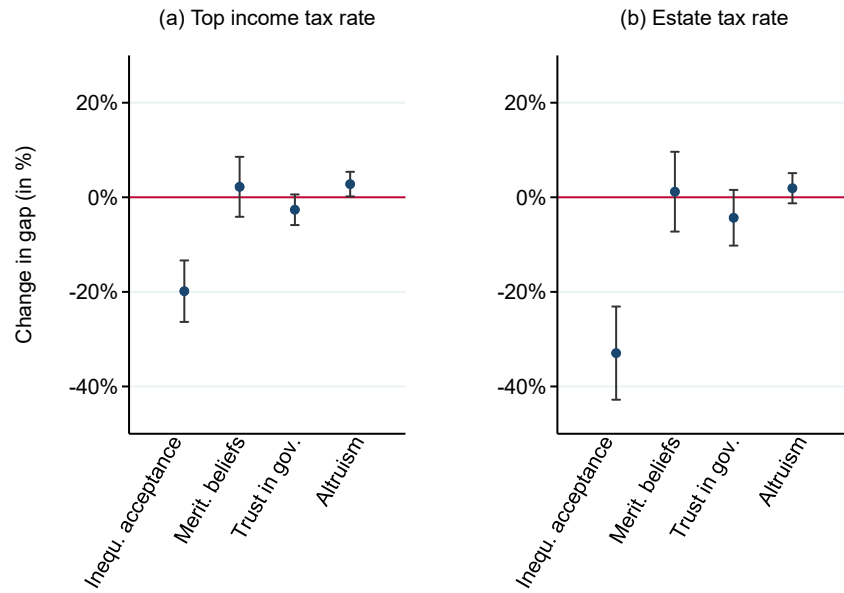 (a) Top income tax rate
Change in gap (in %)
20%
0%
-20%
-40%
Inequ. acceptance
Merit. beliefs
Trust in gov.
Altruism
(b) Estate tax rate
20%
0%
-20%
-40%
Inequ. acceptance
Merit. beliefs
Trust in gov.
Altruism